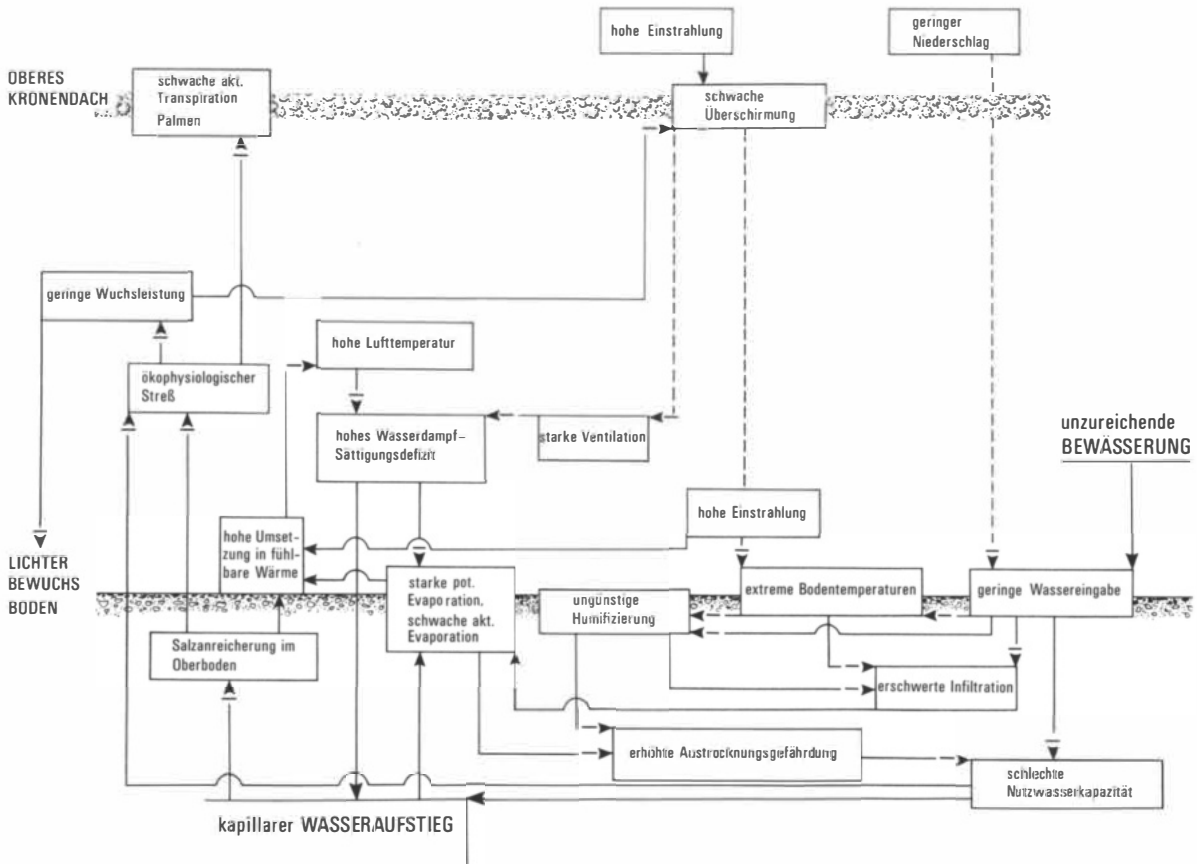 hohe Einstrahlung
geringer
Niederschlag
OBERES
KRONENDACH
schwache akt.
Transpiration
Palmen
schwache
Überschirmung
geringe Wuchsleistung
hohe Lufttemperatur
ökophysiologischer
Streß
hohes Wasserdampf-
Sättigungsdefizit
starke Ventilation
unzureichende
BEWÄSSERUNG
hohe Einstrahlung
hohe Umset-
zung in fühl-
bare Wärme
LICHTER
BEWUCHS
BODEN
starke pot.
Evaporation,
schwache akt.
Evaporation
ungünstige
Humifizierung
extreme Bodentemperaturen
geringe Wassereingabe
Salzanreicherung im
Oberboden
erschwerte Infiltration
erhöhte Austrocknungsgefährdung
schlechte
Nutzwasserkapazität
kapillarer WASSERAUFSTIEG